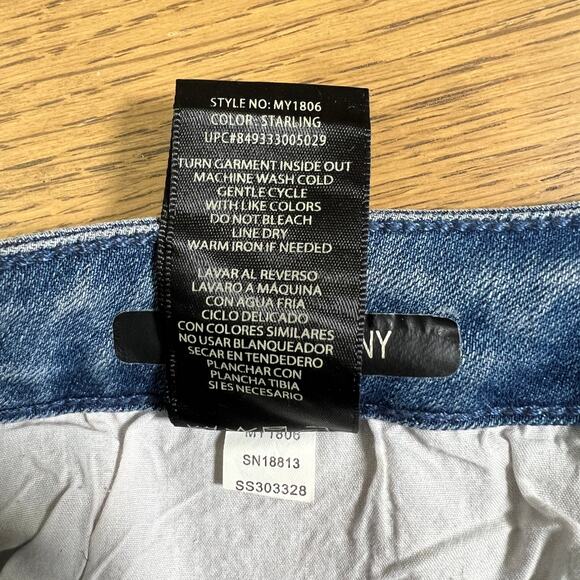 STYLE NO: MY1806
COLOR: STARLING
UPC#849333005029
TURN GARMENT INSIDE OUT
MACHINE WASH COLD
GENTLE CYCLE
WITH LIKE COLORS
DO NOT BLEACH
LINE DRY
WARM IRON IF NEEDED
LAVAR AL REVERSO
LAVARO A MÁQUINA
CON AGUA FRIA
CICLO DELICADO
CON COLORES SIMILARES
NO USAR BLANQUEADOR
SECAR EN TENDEDERO
PLANCHAR CON
PLANCHA TIBIA
SI ES NECESARIO
NY
MY1806
SN18813
SS303328